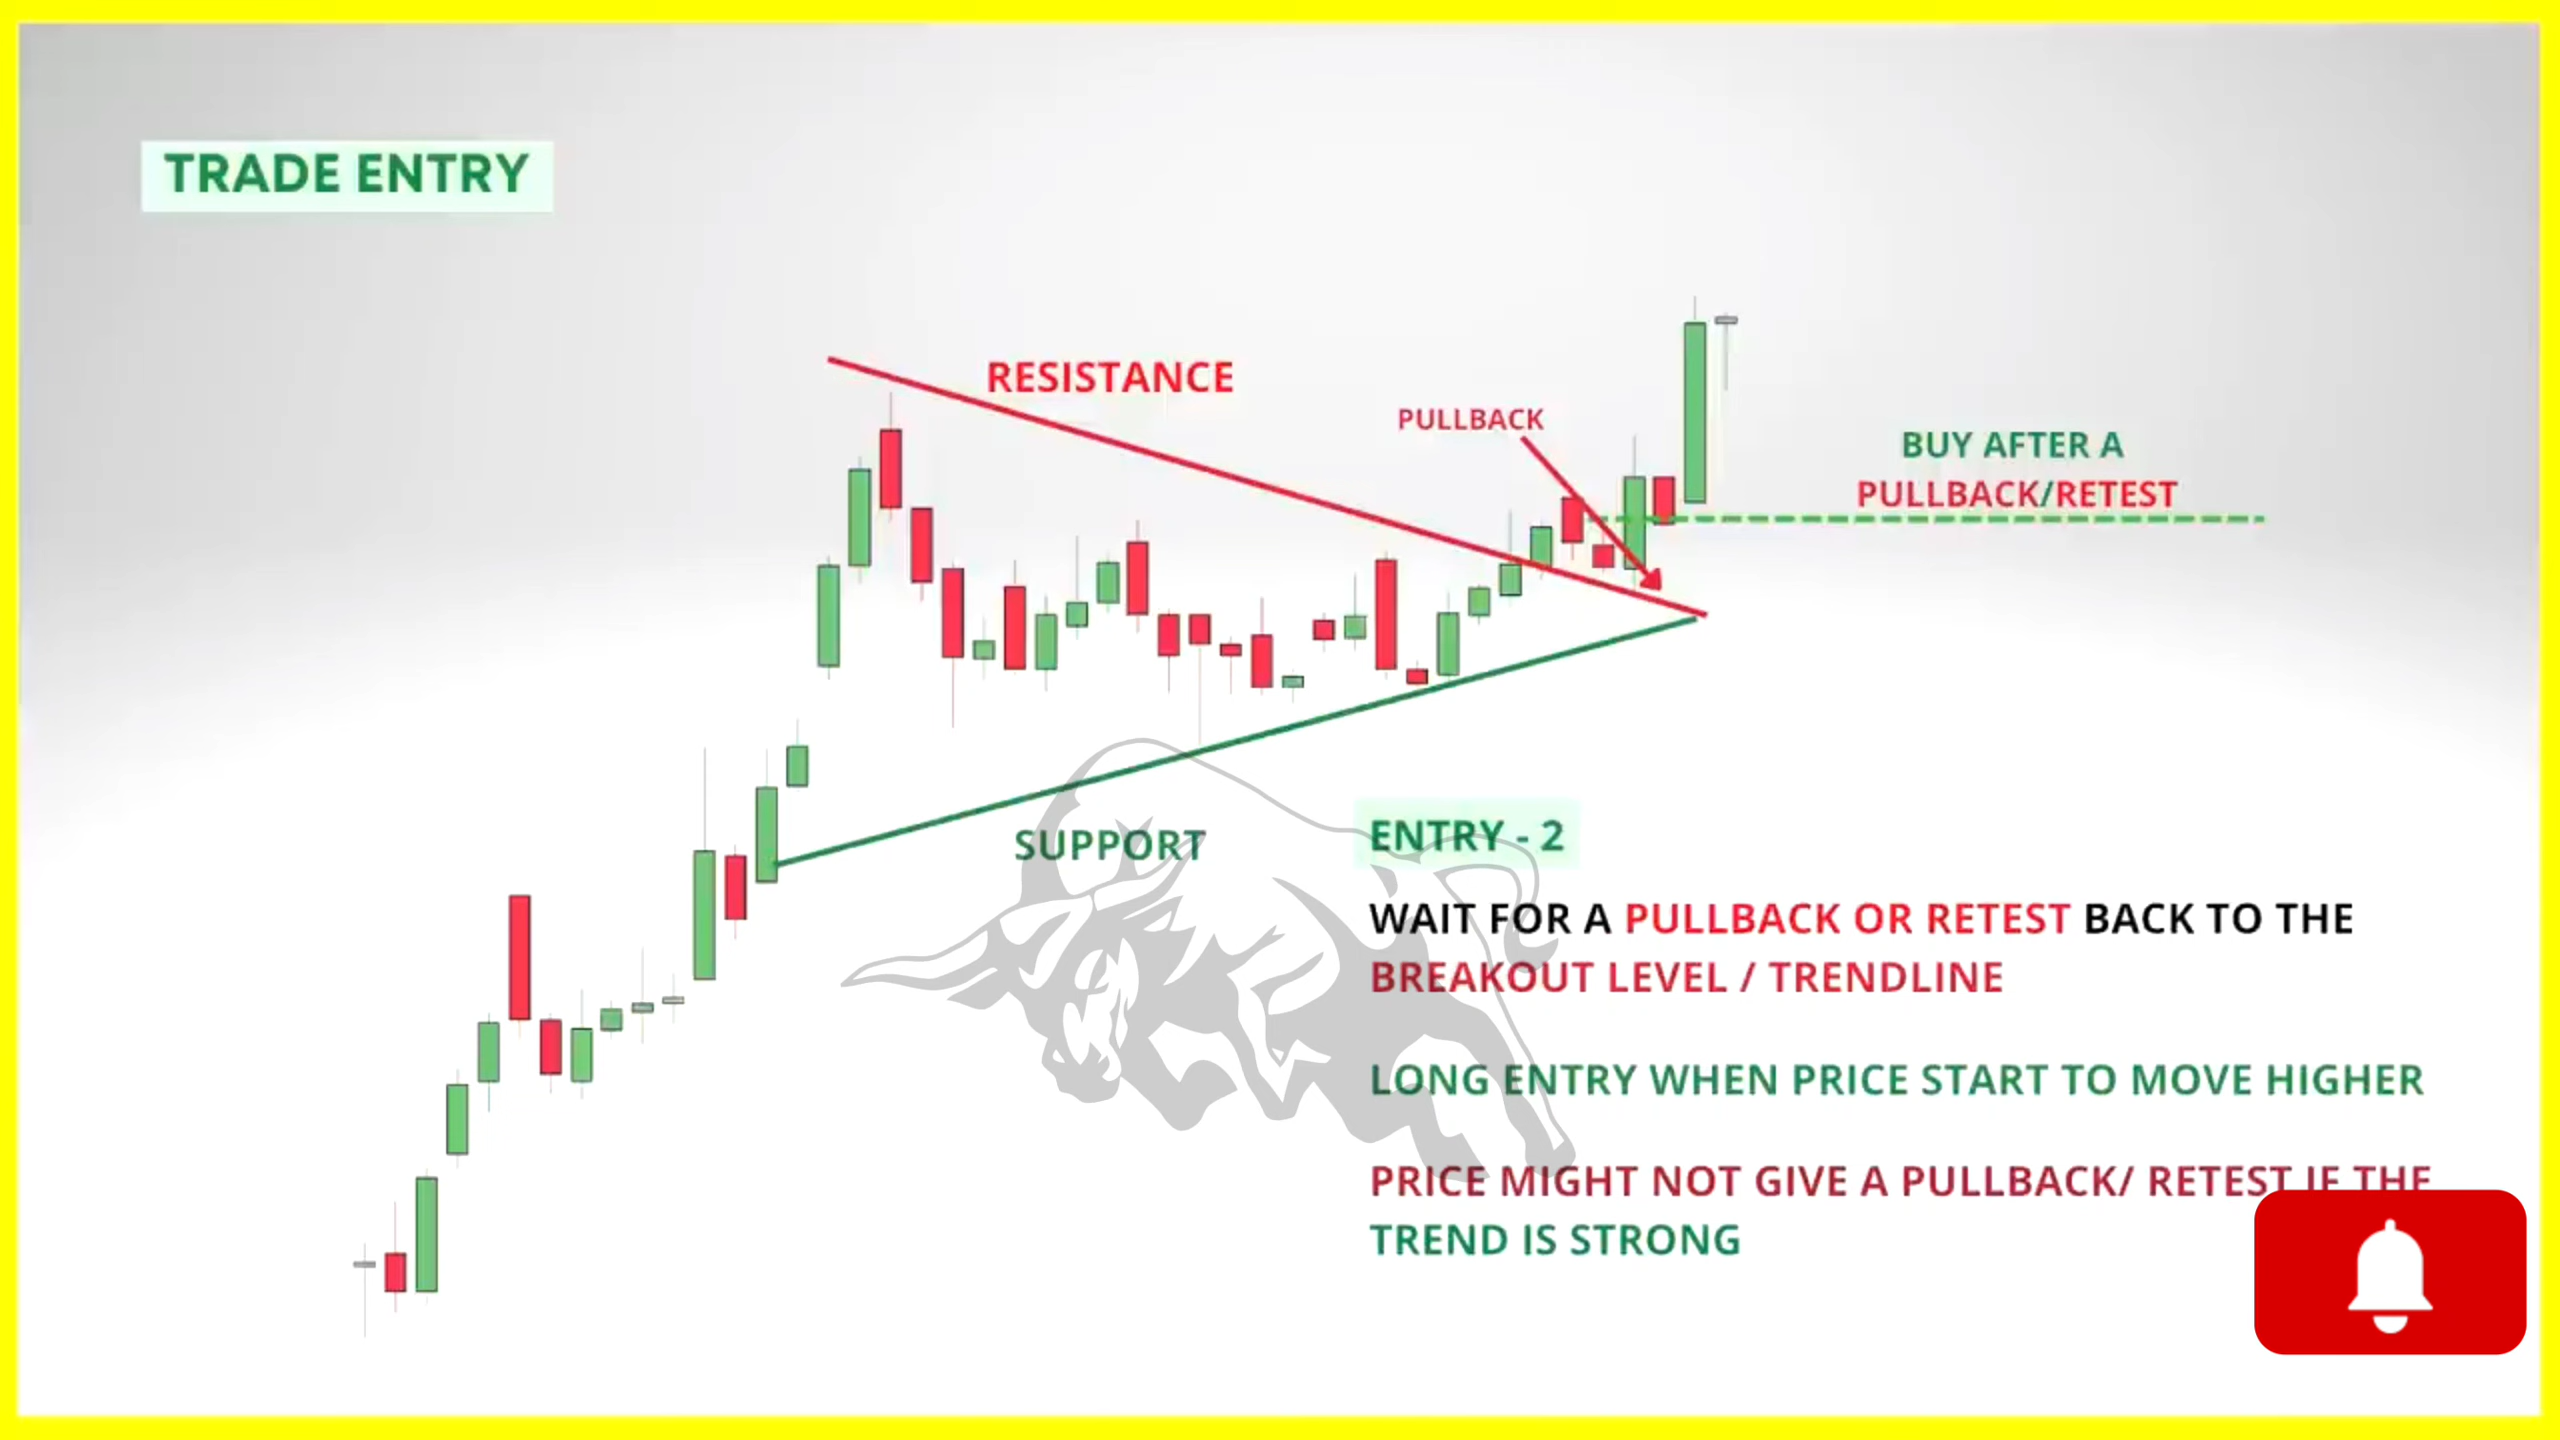 TRADE ENTRY
RESISTANCE
PULLBACK
BUY AFTER A
PULLBACK/RETEST
SUPPORT
ENTRY - 2
WAIT FOR A PULLBACK OR RETEST BACK TO THE
BREAKOUT LEVEL / TRENDLINE
LONG ENTRY WHEN PRICE START TO MOVE HIGHER
PRICE MIGHT NOT GIVE A PULLBACK/ RETEST IF THE
TREND IS STRONG